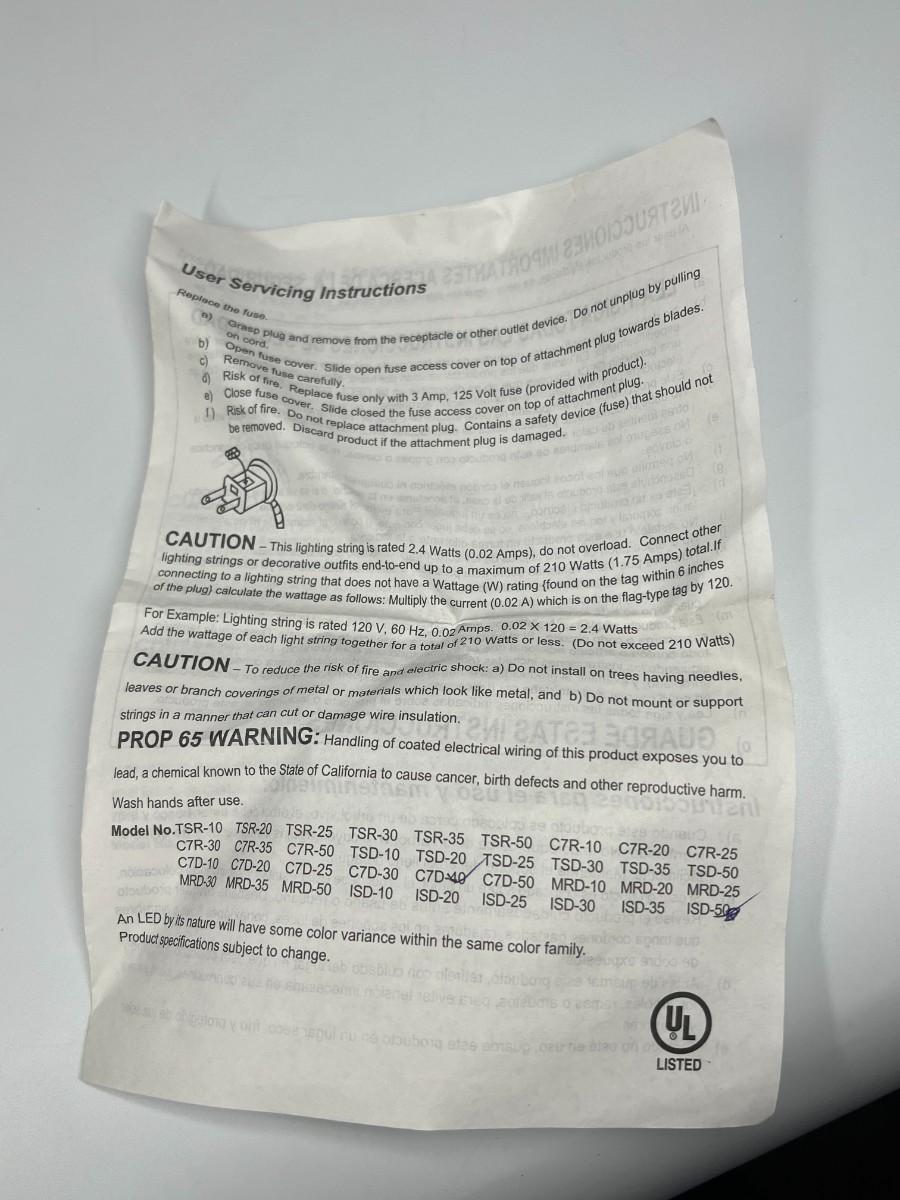 User Servicing Instructions
Replace the fuse.
a) Grasp plug and remove from the receptacle or other outlet device. Do not unplug by pulling
on cord.
b) Open fuse cover. Slide open fuse access cover on top of attachment plug towards blades.
c) Remove fuse carefully.
d) Risk of fire. Replace fuse only with 3 Amp, 125 Volt fuse (provided with product).
e) Close fuse cover. Slide closed the fuse access cover on top of attachment plug.
f) Risk of fire. Do not replace attachment plug. Contains a safety device (fuse) that should not
be removed. Discard product if the attachment plug is damaged.
CAUTION – This lighting string is rated 2.4 Watts (0.02 Amps), do not overload. Connect other
lighting strings or decorative outfits end-to-end up to a maximum of 210 Watts (1.75 Amps) total.If
connecting to a lighting string that does not have a Wattage (W) rating {found on the tag within 6 inches
of the plug} calculate the wattage as follows: Multiply the current (0.02 A) which is on the flag-type tag by 120.
For Example: Lighting string is rated 120 V, 60 Hz, 0.02 Amps. 0.02 X 120 = 2.4 Watts
Add the wattage of each light string together for a total of 210 Watts or less. (Do not exceed 210 Watts)
CAUTION – To reduce the risk of fire and electric shock: a) Do not install on trees having needles,
leaves or branch coverings of metal or materials which look like metal, and b) Do not mount or support
strings in a manner that can cut or damage wire insulation.
PROP 65 WARNING: Handling of coated electrical wiring of this product exposes you to
lead, a chemical known to the State of California to cause cancer, birth defects and other reproductive harm.
Wash hands after use.
Model No.TSR-10 TSR-20 TSR-25 TSR-30 TSR-35 TSR-50 C7R-10 C7R-20 C7R-25
C7R-30 C7R-35 C7R-50 TSD-10 TSD-20 TSD-25 TSD-30 TSD-35 TSD-50
C7D-10 C7D-20 C7D-25 C7D-30 C7D-40 C7D-50 MRD-10 MRD-20 MRD-25
MRD-30 MRD-35 MRD-50 ISD-10 ISD-20 ISD-25 ISD-30 ISD-35 ISD-50
An LED by its nature will have some color variance within the same color family.
Product specifications subject to change.
UL
LISTED